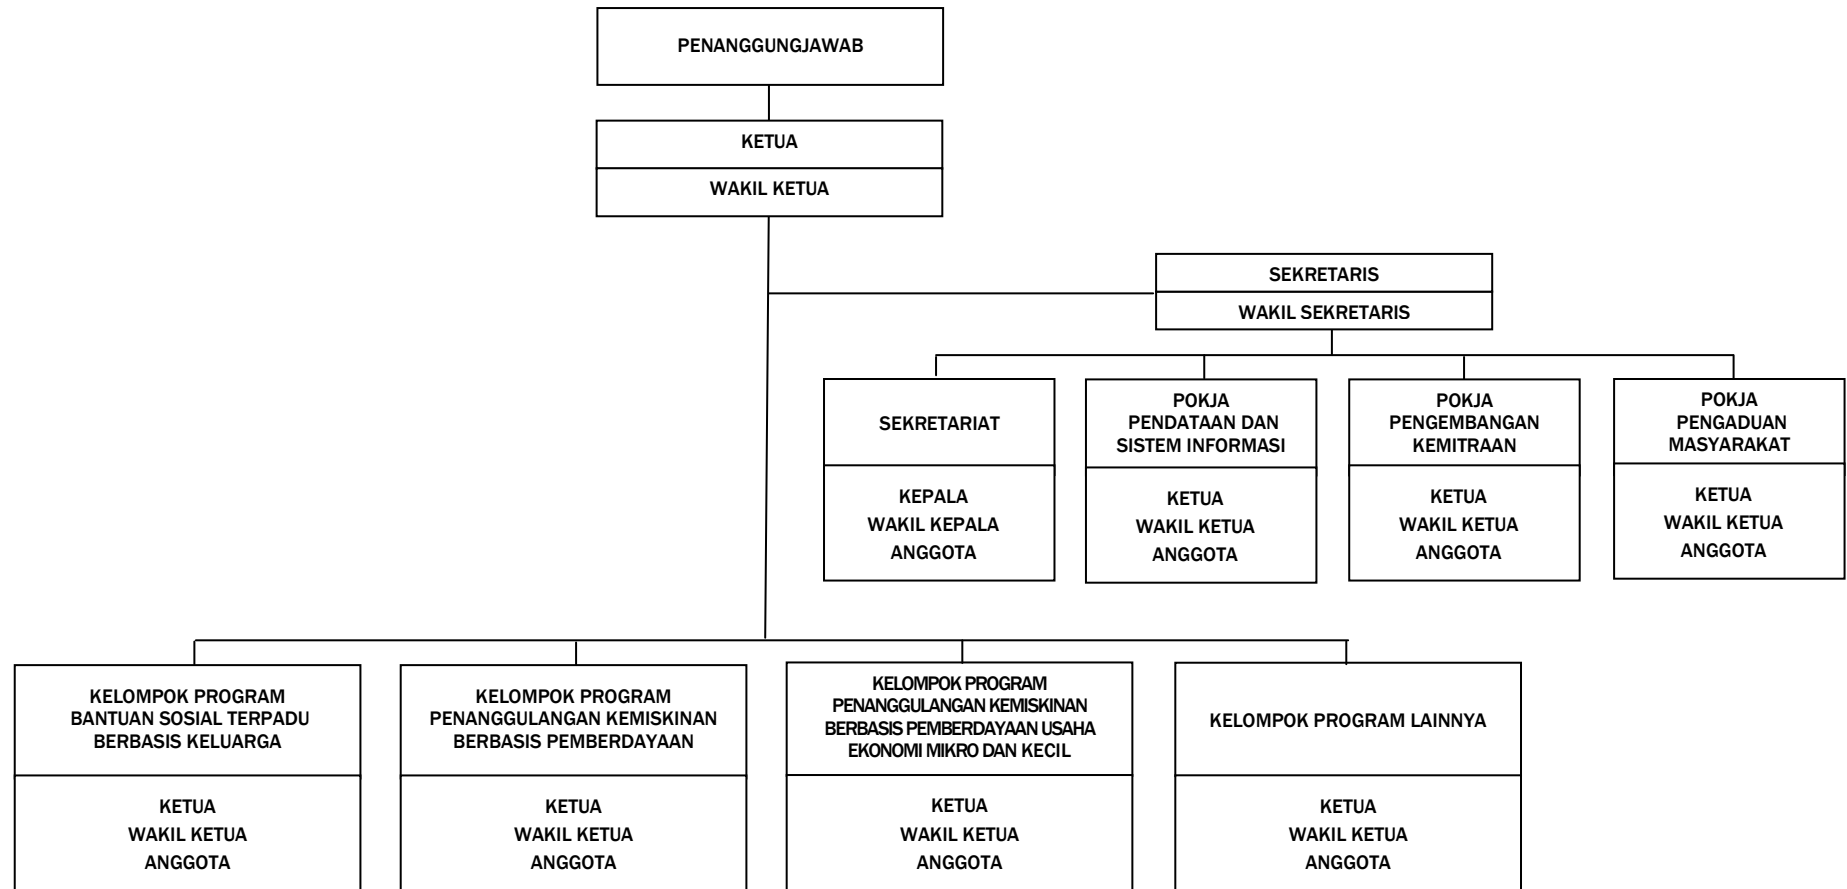 PENANGGUNGJAWAB
KETUA
WAKIL KETUA
SEKRETARIS
WAKIL SEKRETARIS
SEKRETARIAT
KEPALA
WAKIL KEPALA
ANGGOTA
POKJA
PENDATAAN DAN
SISTEM INFORMASI
KETUA
WAKIL KETUA
ANGGOTA
POKJA
PENGEMBANGAN
KEMITRAAN
KETUA
WAKIL KETUA
ANGGOTA
POKJA
PENGADUAN
MASYARAKAT
KETUA
WAKIL KETUA
ANGGOTA
KELOMPOK PROGRAM
BANTUAN SOSIAL TERPADU
BERBASIS KELUARGA
KETUA
WAKIL KETUA
ANGGOTA
KELOMPOK PROGRAM
PENANGGULANGAN KEMISKINAN
BERBASIS PEMBERDAYAAN
KETUA
WAKIL KETUA
ANGGOTA
KELOMPOK PROGRAM
PENANGGULANGAN KEMISKINAN
BERBASIS PEMBERDAYAAN USAHA
EKONOMI MIKRO DAN KECIL
KETUA
WAKIL KETUA
ANGGOTA
KELOMPOK PROGRAM LAINNYA
KETUA
WAKIL KETUA
ANGGOTA